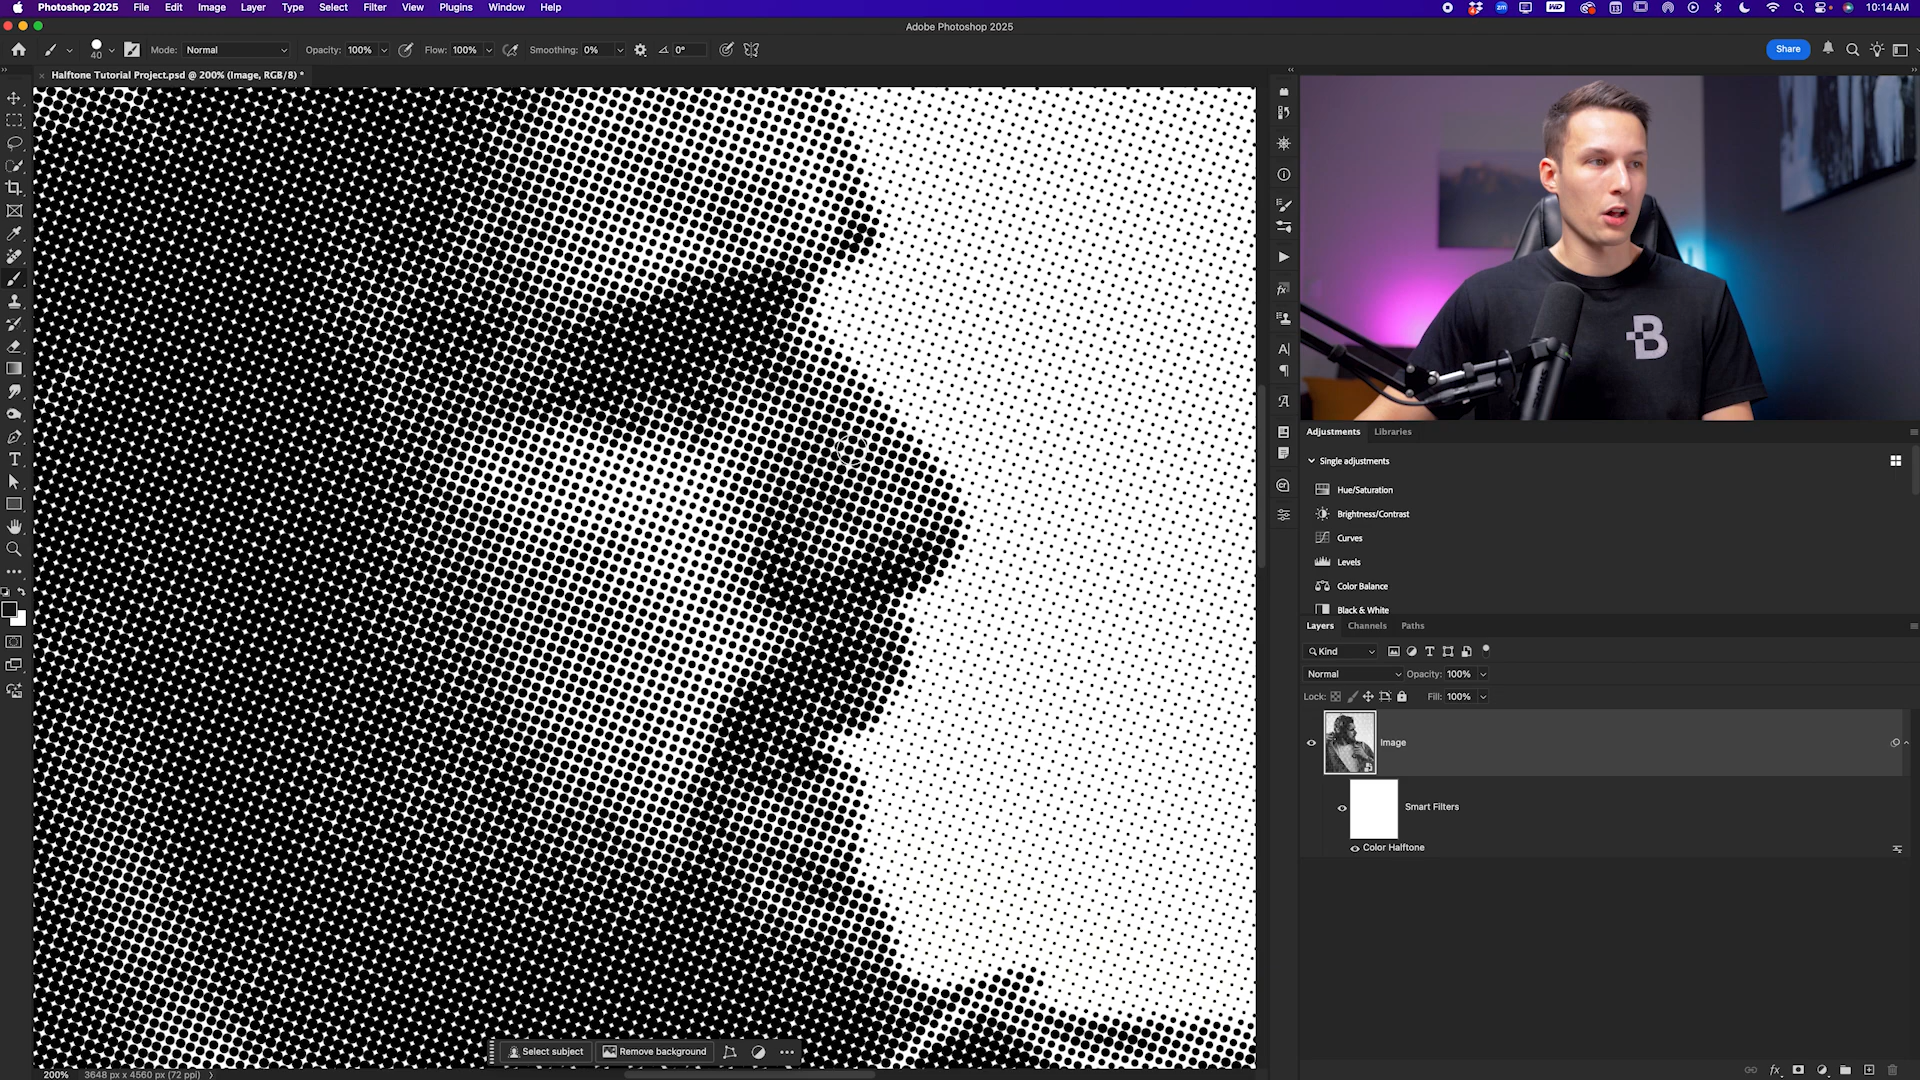 Photoshop 2025 File Edit Image Layer Type Select Filter View Plugins Window Help 10:14 AM
Adobe Photoshop 2025
40 Mode: Normal Opacity: 100% Flow: 100% Smoothing: 0% 0° Share
Halftone Tutorial Project.psd @ 200% (Image, RGB/8) *
B
Adjustments Libraries
Single adjustments
Hue/Saturation
Brightness/Contrast
Curves
Levels
Color Balance
Black & White
Layers Channels Paths
Kind
Normal Opacity: 100%
Lock: Fill: 100%
Image
Smart Filters
Color Halftone
Select subject Remove background
200% 3648 px x 4560 px (72 ppi)